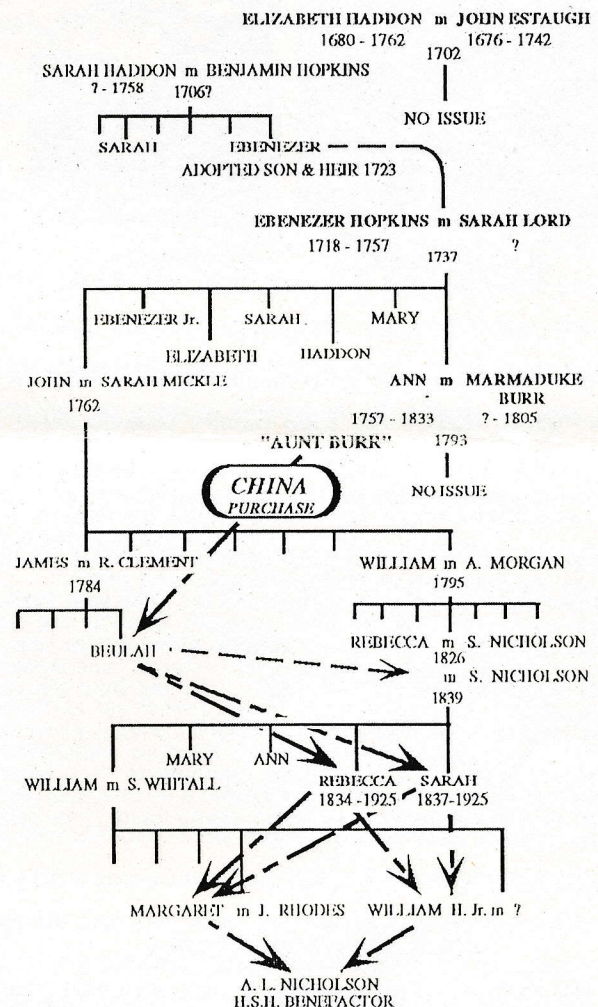 ELIZABETH HADDON m JOHN ESTAUGH
1680 - 1762 1676 - 1742
1702
SARAH HADDON m BENJAMIN HOPKINS
? - 1758 1706?
NO ISSUE
SARAH EBENEZER
ADOPTED SON & HEIR 1723
EBENEZER HOPKINS m SARAH LORD
1718 - 1757 ?
1737
EBENEZER Jr. SARAH MARY
ELIZABETH HADDON
JOHN m SARAH MICKLE
1762
ANN m MARMADUKE
BURR
1757 - 1833 ? - 1805
1793
"AUNT BURR"
CHINA
PURCHASE
NO ISSUE
JAMES m R. CLEMENT
1784
WILLIAM m A. MORGAN
1795
BEULAH
REBECCA m S. NICHOLSON
1826
m S. NICHOLSON
1839
MARY ANN
WILLIAM m S. WHITALL
REBECCA SARAH
1834 - 1925 1837-1925
MARGARET m J. RHODES WILLIAM H. Jr. m ?
A. L. NICHOLSON
H.S.H. BENEFACTOR